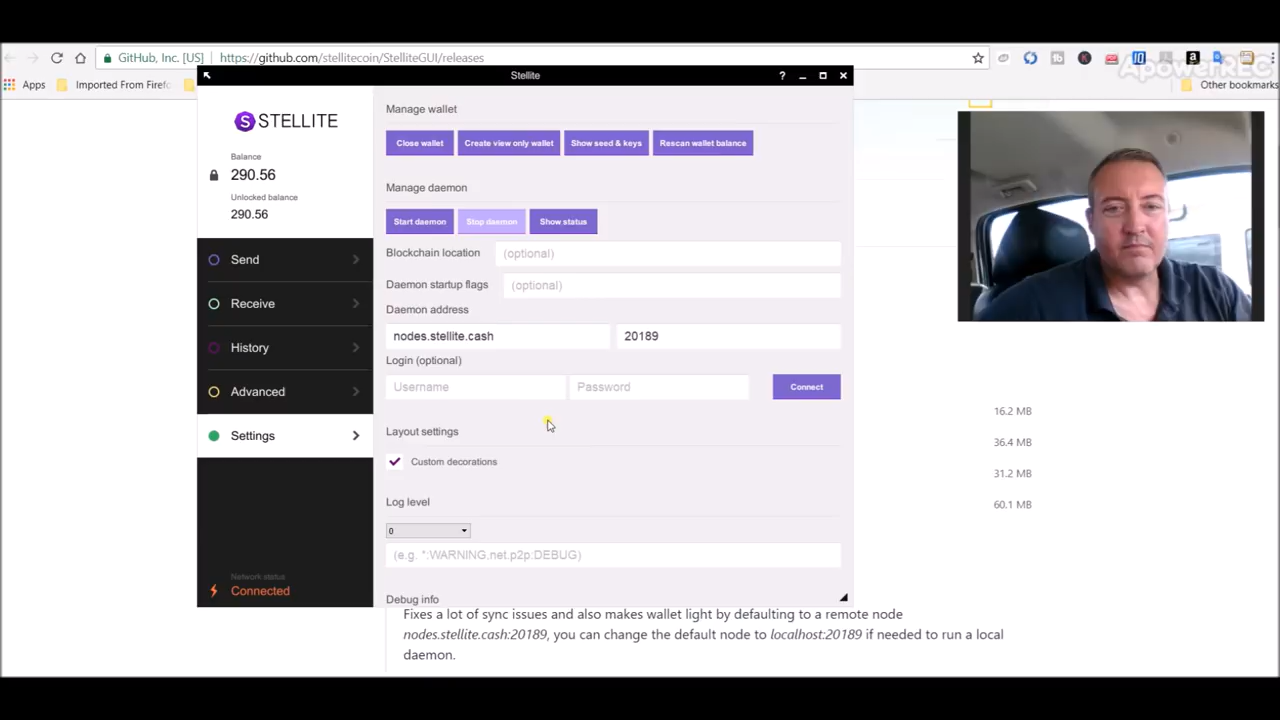 GitHub, Inc. [US]
https://github.com/stellitecoin/StelliteGUI/releases
ApowerREC
Apps
Imported From Firefo
Other bookmarks
Stellite
?
STELLITE
Balance
290.56
Unlocked balance
290.56
Send
Receive
History
Advanced
Settings
Network status
Connected
Manage wallet
Close wallet Create view only wallet Show seed & keys Rescan wallet balance
Manage daemon
Start daemon Stop daemon Show status
Blockchain location (optional)
Daemon startup flags (optional)
Daemon address
nodes.stellite.cash 20189
Login (optional)
Username Password Connect
Layout settings
Custom decorations
Log level
0
(e.g. *:WARNING,net.p2p:DEBUG)
Debug info
16.2 MB
36.4 MB
31.2 MB
60.1 MB
Fixes a lot of sync issues and also makes wallet light by defaulting to a remote node
nodes.stellite.cash:20189, you can change the default node to localhost:20189 if needed to run a local
daemon.